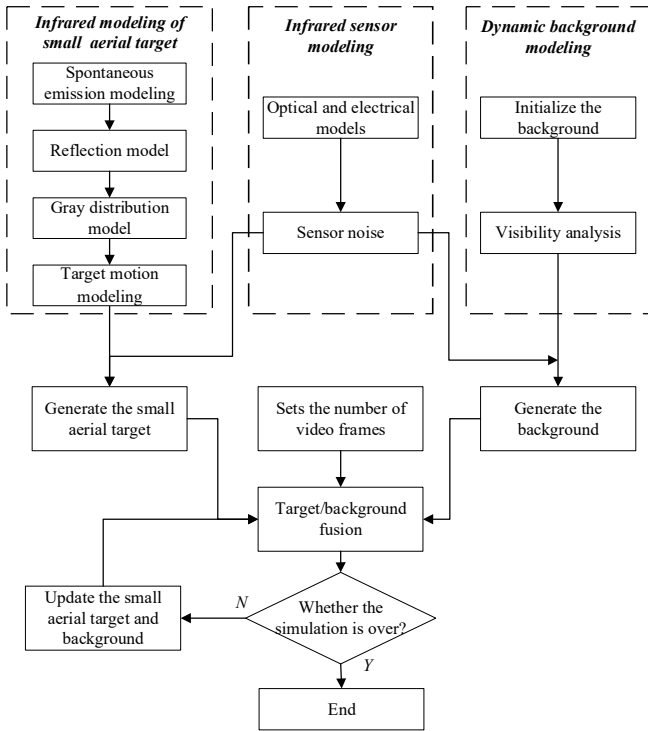 Infrared modeling of
small aerial target
Spontaneous
emission modeling
Reflection model
Gray distribution
model
Target motion
modeling
Infrared sensor
modeling
Optical and electrical
models
Sensor noise
Dynamic background
modeling
Initialize the
background
Visibility analysis
Generate the small
aerial target
Sets the number of
video frames
Generate the
background
Target/background
fusion
Update the small
aerial target and
background
N
Whether the
simulation is over?
Y
End